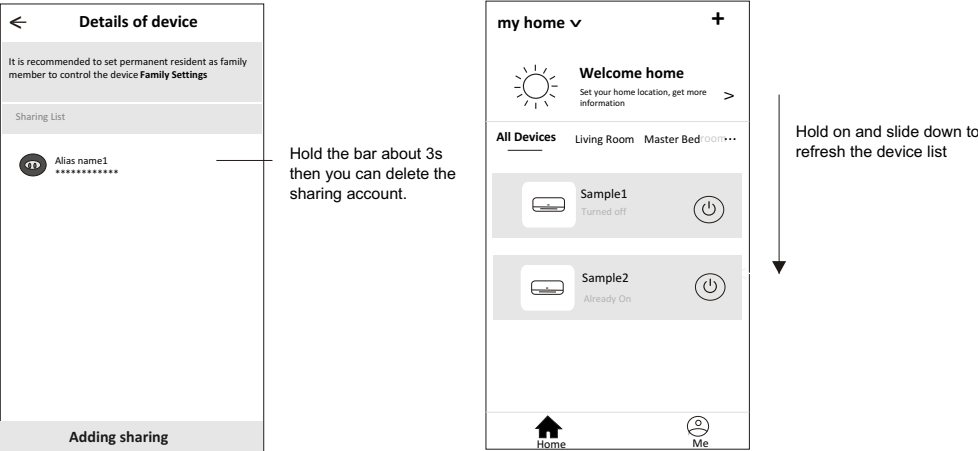 Details of device
It is recommended to set permanent resident as family
member to control the device Family Settings
Sharing List
Alias name1
************
Adding sharing
Hold the bar about 3s
then you can delete the
sharing account.
my home
Welcome home
Set your home location, get more
information
All Devices Living Room Master Bedroom
Sample1
Turned off
Sample2
Already On
Home Me
Hold on and slide down to
refresh the device list